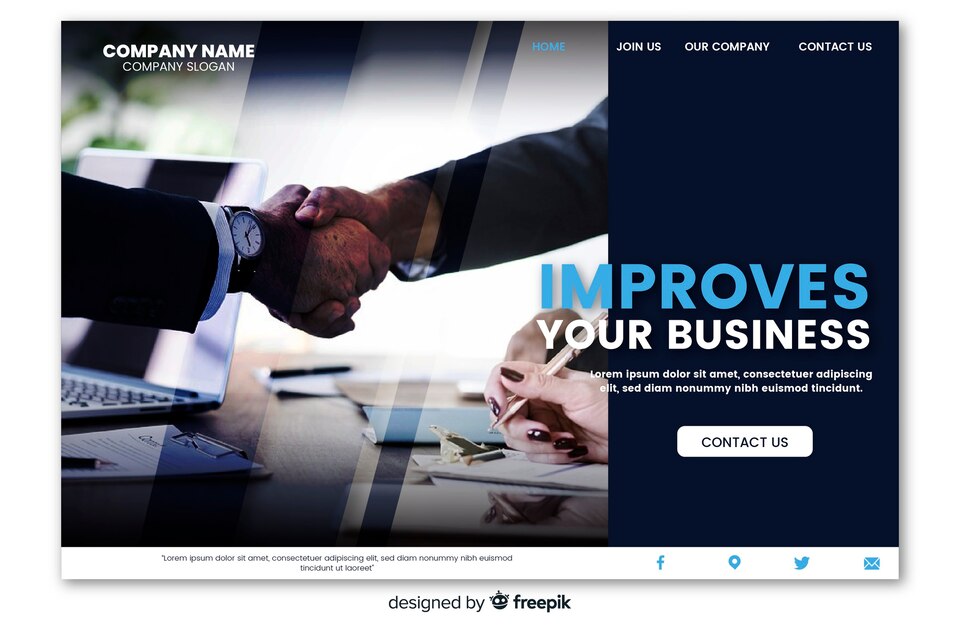 COMPANY NAME
COMPANY SLOGAN
HOME JOIN US OUR COMPANY CONTACT US
IMPROVES
YOUR BUSINESS
Lorem ipsum dolor sit amet, consectetuer adipiscing
elit, sed diam nonummy nibh euismod tincidunt.
CONTACT US
"Lorem ipsum dolor sit amet, consectetuer adipiscing elit, sed diam nonummy nibh euismod
tincidunt ut laoreet"
designed by freepik